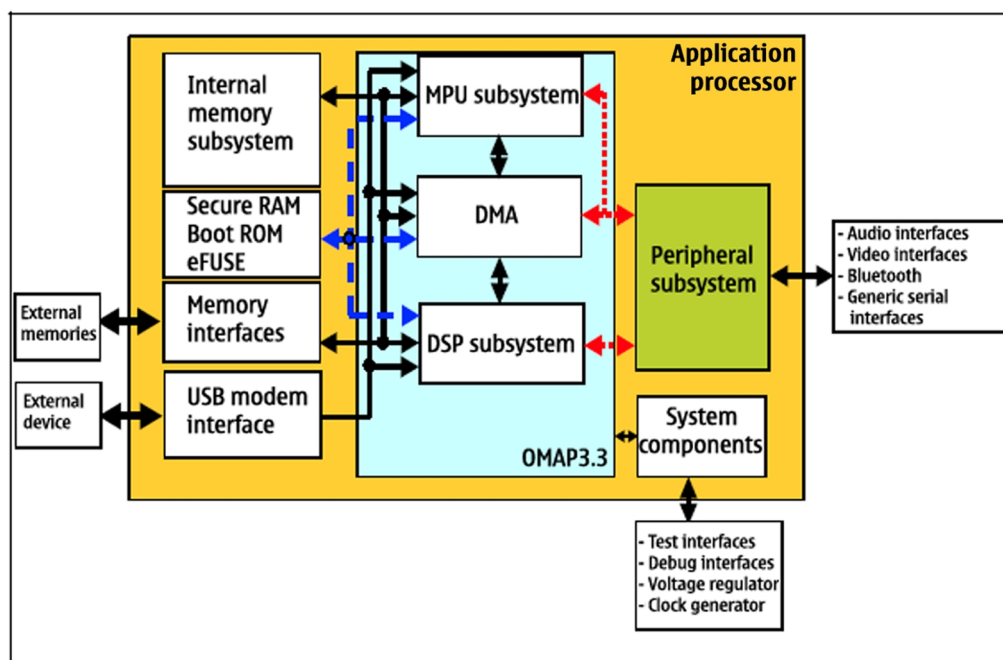 Application
processor
Internal
memory
subsystem
MPU subsystem
Secure RAM
Boot ROM
eFUSE
DMA
Peripheral
subsystem
- Audio interfaces
- Video interfaces
- Bluetooth
- Generic serial
interfaces
External
memories
Memory
interfaces
DSP subsystem
External
device
USB modem
interface
OMAP3.3
System
components
- Test interfaces
- Debug interfaces
- Voltage regulator
- Clock generator